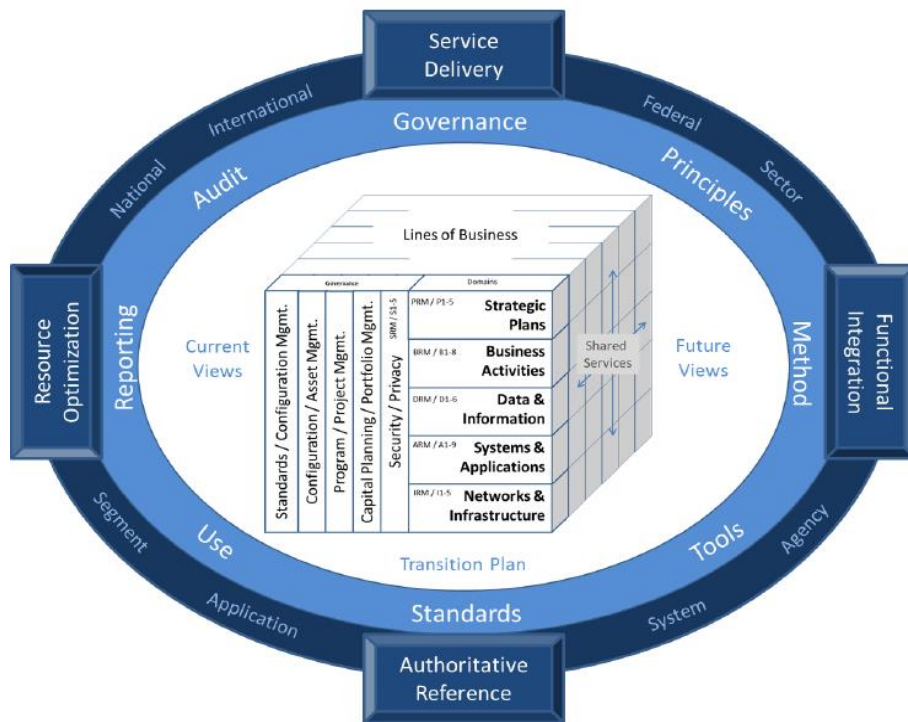 Service
Delivery
International
Federal
Governance
National
Sector
Audit
Principles
Lines of Business
Governance
Domains
Resource
Optimization
Reporting
Current
Views
Standards / Configuration Mgmt.
Configuration / Asset Mgmt.
Program / Project Mgmt.
Capital Planning / Portfolio Mgmt.
Security / Privacy
SRM / S1-5
PRM / P1-5
Strategic
Plans
BRM / B1-8
Business
Activities
DRM / D1-6
Data &
Information
ARM / A1-9
Systems &
Applications
IRM / I1-5
Networks &
Infrastructure
Shared
Services
Future
Views
Method
Functional
Integration
Segment
Use
Transition Plan
Tools
Agency
Application
Standards
System
Authoritative
Reference